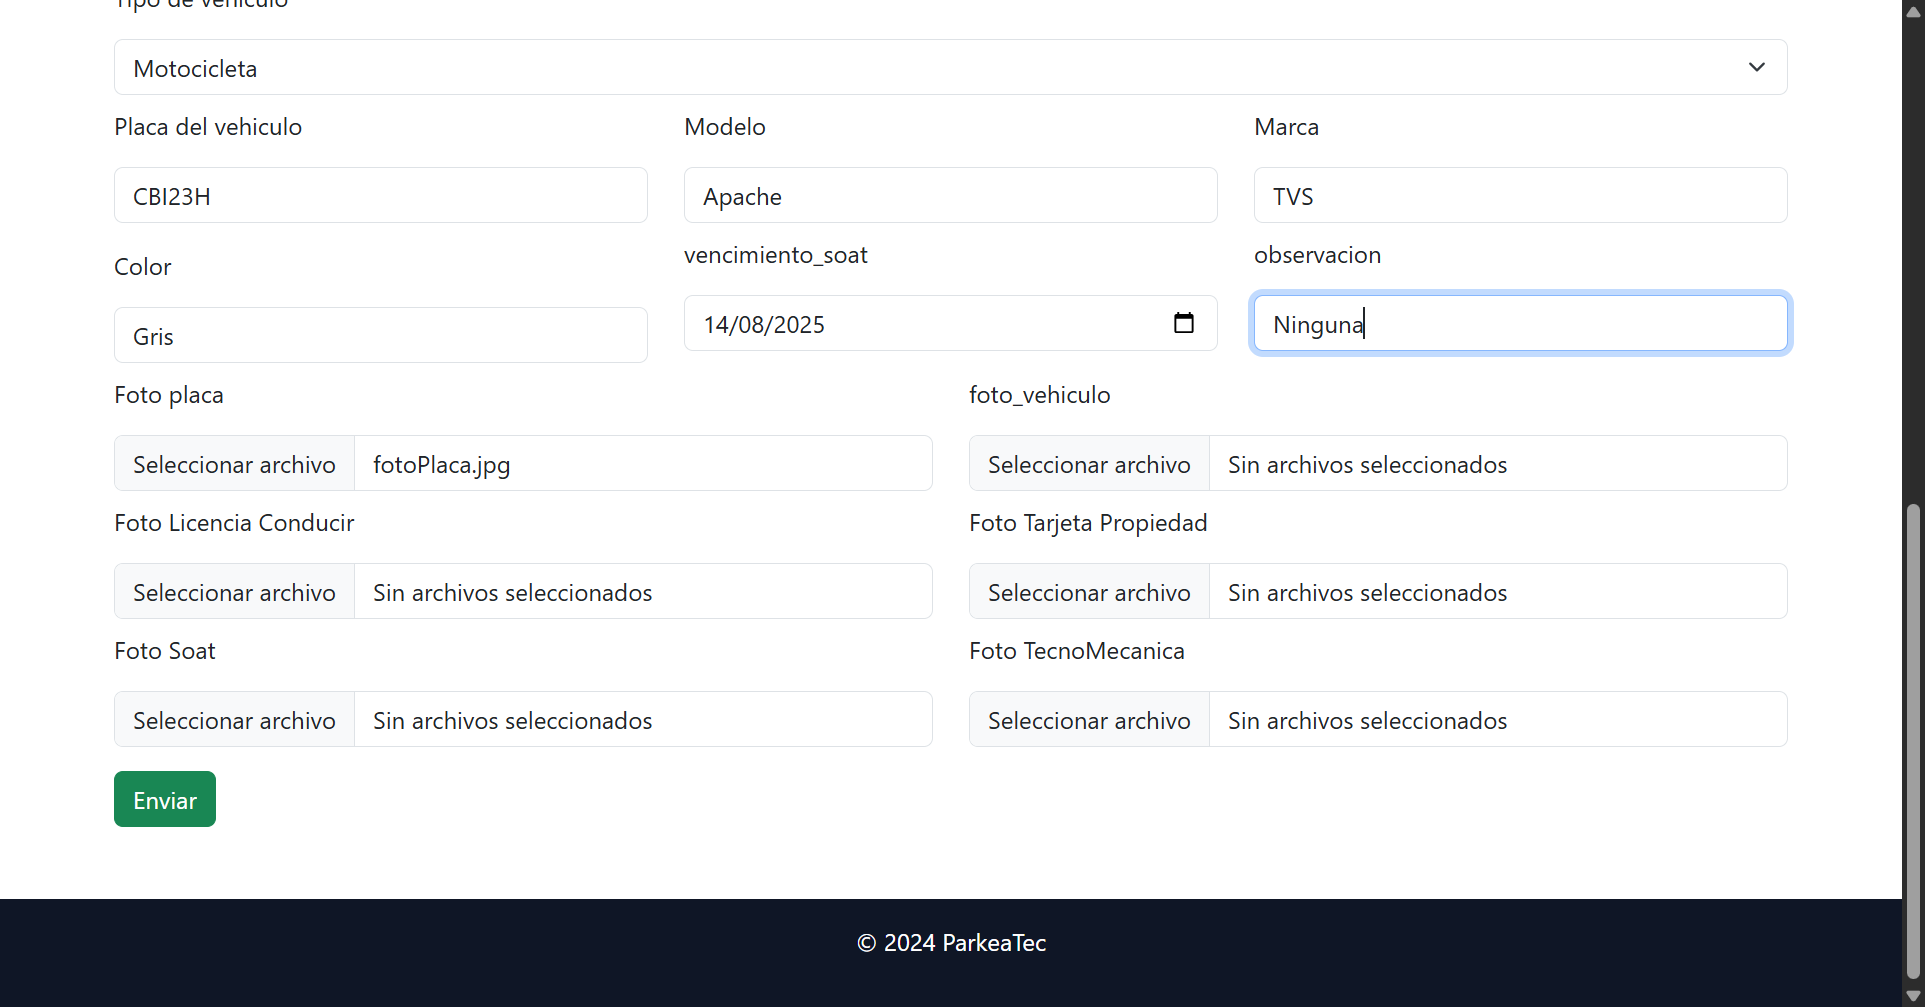 Tipo de vehiculo
Motocicleta
Placa del vehiculo
Modelo
Marca
CBI23H
Apache
TVS
Color
vencimiento_soat
observacion
Gris
14/08/2025
Ninguna
Foto placa
foto_vehiculo
Seleccionar archivo fotoPlaca.jpg
Seleccionar archivo Sin archivos seleccionados
Foto Licencia Conducir
Foto Tarjeta Propiedad
Seleccionar archivo Sin archivos seleccionados
Seleccionar archivo Sin archivos seleccionados
Foto Soat
Foto TecnoMecanica
Seleccionar archivo Sin archivos seleccionados
Seleccionar archivo Sin archivos seleccionados
Enviar
© 2024 ParkeaTec